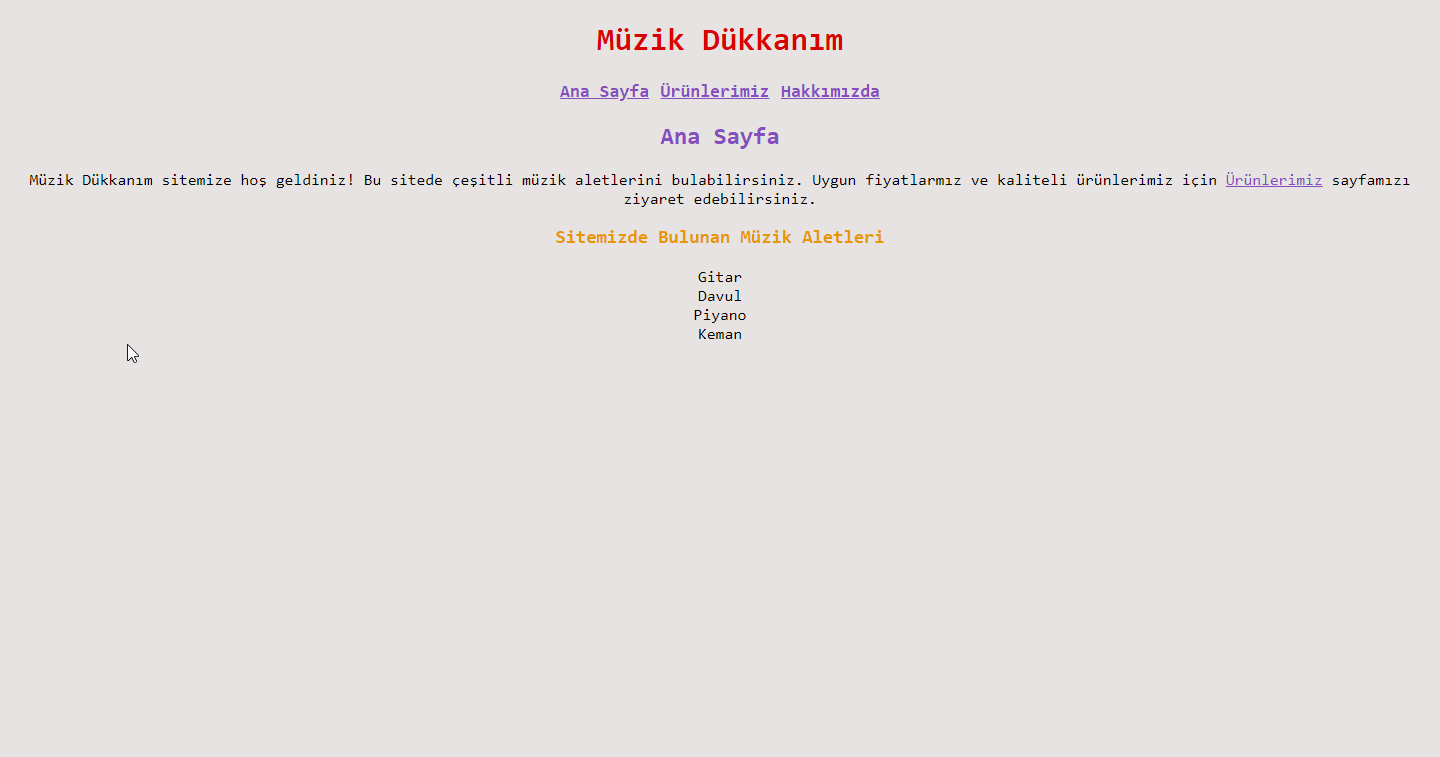 Müzik Dükkanım
Ana Sayfa Ürünlerimiz Hakkımızda
Ana Sayfa
Müzik Dükkanım sitemize hoş geldiniz! Bu sitede çeşitli müzik aletlerini bulabilirsiniz. Uygun fiyatlarmız ve kaliteli ürünlerimiz için Ürünlerimiz sayfamızı
ziyaret edebilirsiniz.
Sitemizde Bulunan Müzik Aletleri
Gitar
Davul
Piyano
Keman